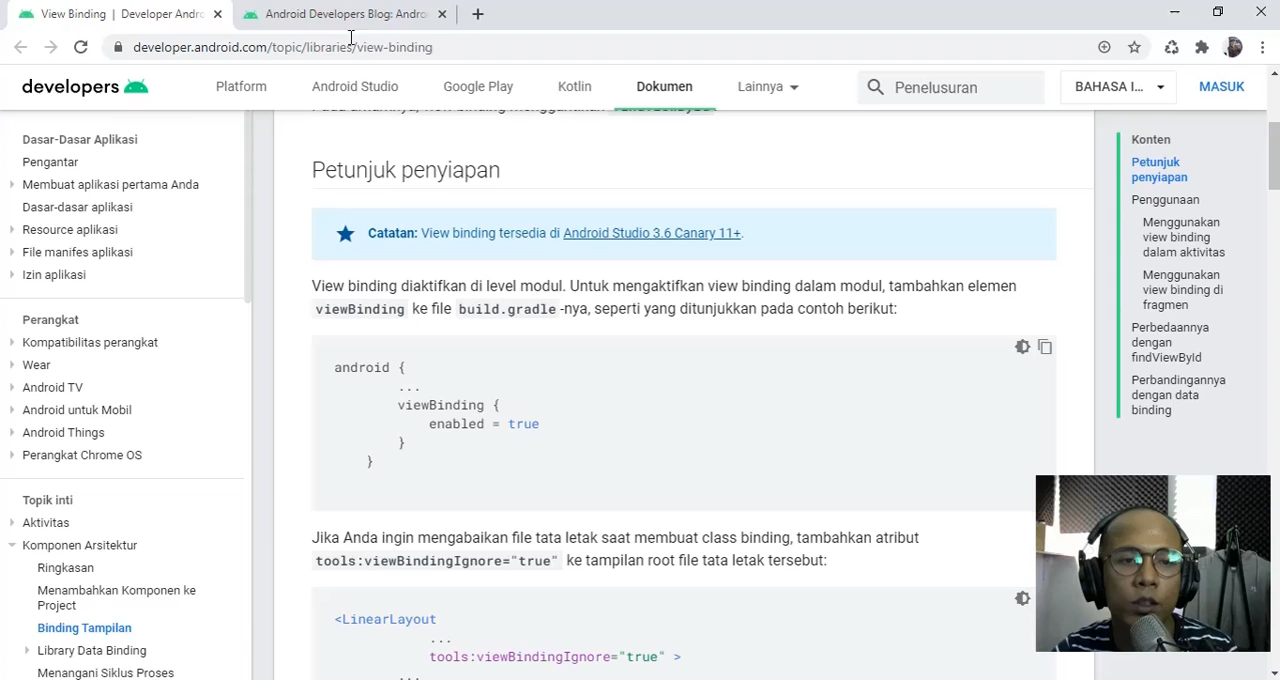 View Binding | Developer Andro
Android Developers Blog: Andro
developer.android.com/topic/libraries/view-binding
developers
Platform
Android Studio
Google Play
Kotlin
Dokumen
Lainnya
Penelusuran
BAHASA I...
MASUK
Dasar-Dasar Aplikasi
Pengantar
Membuat aplikasi pertama Anda
Dasar-dasar aplikasi
Resource aplikasi
File manifes aplikasi
Izin aplikasi
Perangkat
Kompatibilitas perangkat
Wear
Android TV
Android untuk Mobil
Android Things
Perangkat Chrome OS
Topik inti
Aktivitas
Komponen Arsitektur
Ringkasan
Menambahkan Komponen ke
Project
Binding Tampilan
Library Data Binding
Menangani Siklus Proses
Petunjuk penyiapan
Catatan: View binding tersedia di Android Studio 3.6 Canary 11+.
View binding diaktifkan di level modul. Untuk mengaktifkan view binding dalam modul, tambahkan elemen
viewBinding ke file build.gradle -nya, seperti yang ditunjukkan pada contoh berikut:
android {
...
viewBinding {
enabled = true
}
}
Jika Anda ingin mengabaikan file tata letak saat membuat class binding, tambahkan atribut
tools:viewBindingIgnore="true" ke tampilan root file tata letak tersebut:
<LinearLayout
...
tools:viewBindingIgnore="true" >
...
Konten
Petunjuk
penyiapan
Penggunaan
Menggunakan
view binding
dalam aktivitas
Menggunakan
view binding di
fragmen
Perbedaannya
dengan
findViewById
Perbandingannya
dengan data
binding